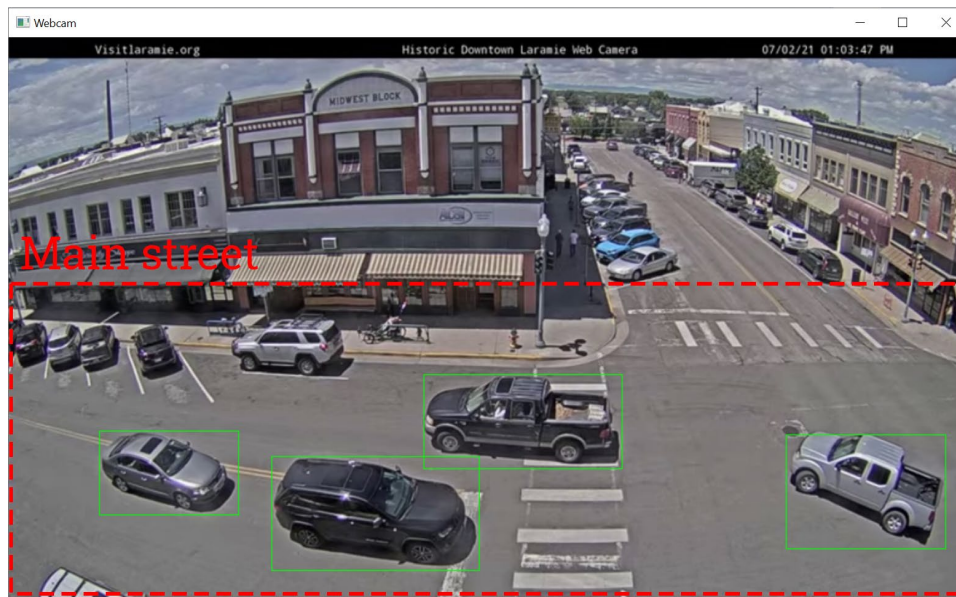 Webcam
Visitlaramie.org
Historic Downtown Laramie Web Camera
07/02/21 01:03:47 PM
MIDWEST BLOCK
Main street